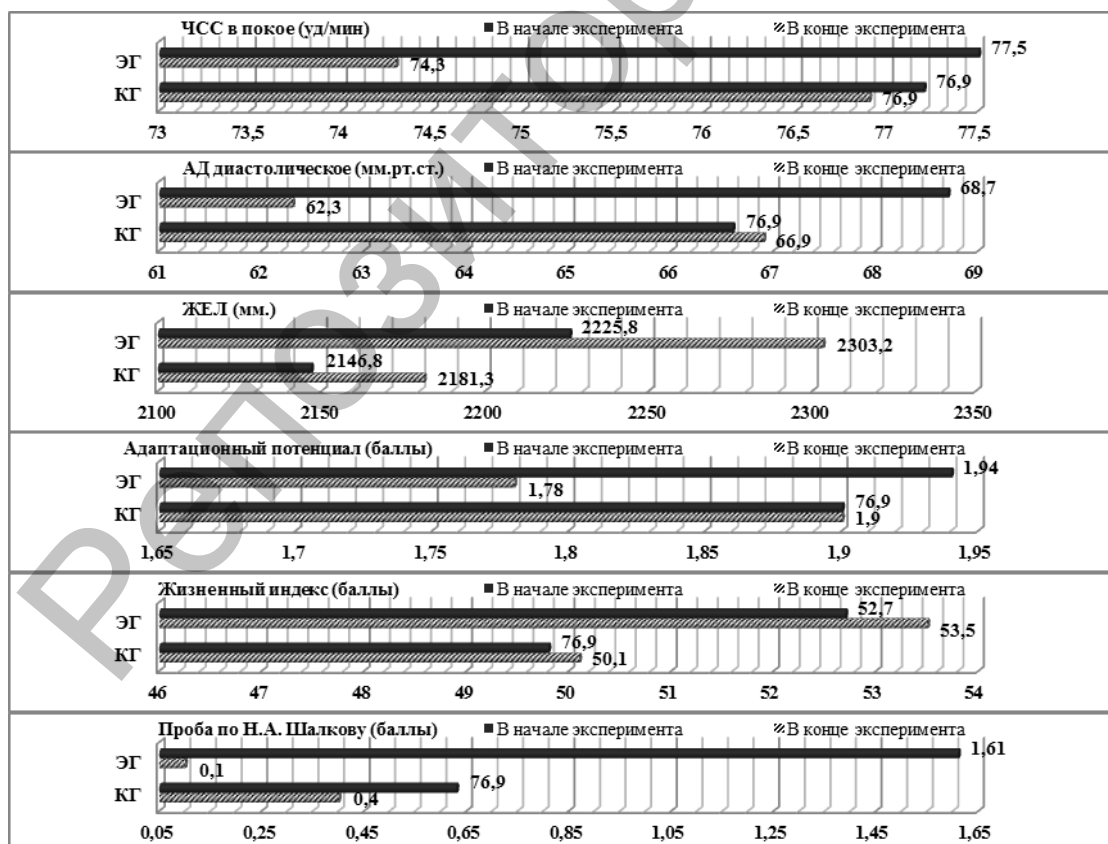 ЧСС в покое (уд/мин) В начале эксперимента В конце эксперимента
ЭГ 77,5
74,3
КГ 76,9
76,9
73 73,5 74 74,5 75 75,5 76 76,5 77 77,5
АД диастолическое (мм.рт.ст.) В начале эксперимента В конце эксперимента
ЭГ 68,7
62,3
КГ 76,9
66,9
61 62 63 64 65 66 67 68 69
ЖЕЛ (мм.) В начале эксперимента В конце эксперимента
ЭГ 2225,8
2303,2
КГ 2146,8
2181,3
2100 2150 2200 2250 2300 2350
Адаптационный потенциал (баллы) В начале эксперимента В конце эксперимента
ЭГ 1,94
1,78
КГ 76,9
1,9
1,65 1,7 1,75 1,8 1,85 1,9 1,95
Жизненный индекс (баллы) В начале эксперимента В конце эксперимента
ЭГ 52,7
53,5
КГ 76,9
50,1
46 47 48 49 50 51 52 53 54
Проба по Н.А. Шалкову (баллы) В начале эксперимента В конце эксперимента
ЭГ 1,61
0,1
КГ 76,9
0,4
0,05 0,25 0,45 0,65 0,85 1,05 1,25 1,45 1,65
Репозитор